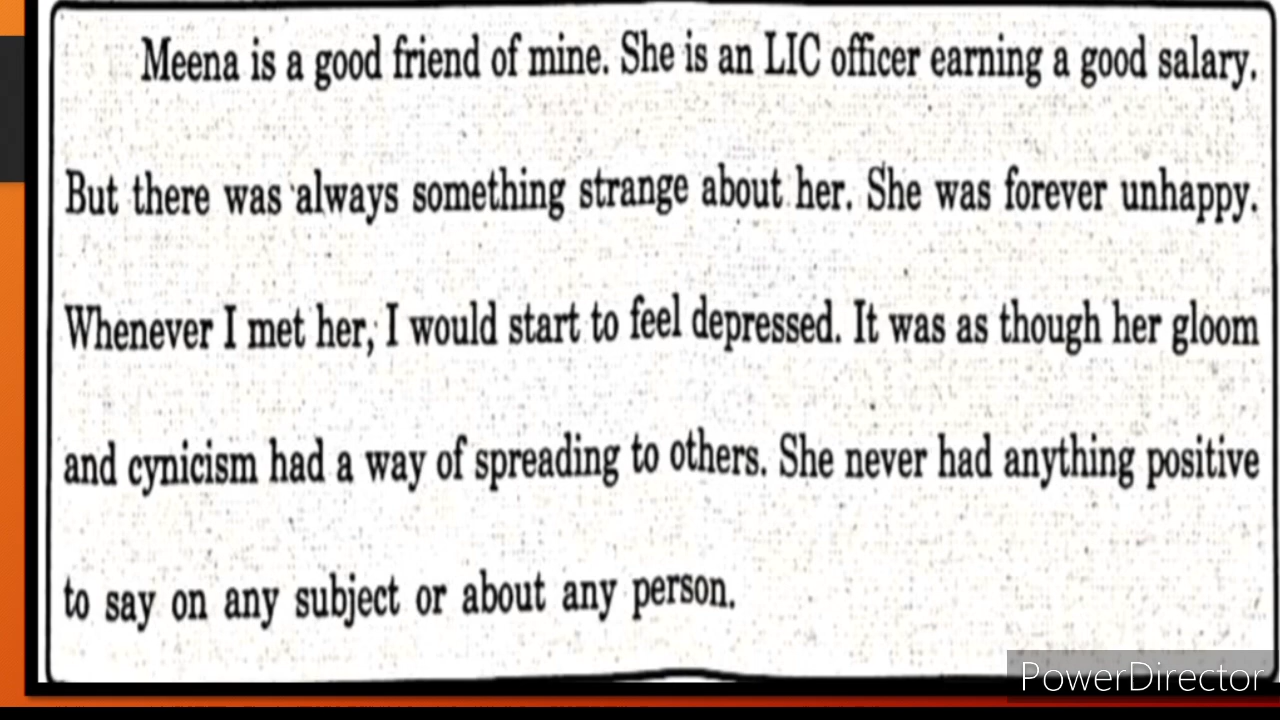 Meena is a good friend of mine. She is an LIC officer earning a good salary.
But there was always something strange about her. She was forever unhappy.
Whenever I met her, I would start to feel depressed. It was as though her gloom
and cynicism had a way of spreading to others. She never had anything positive
to say on any subject or about any person.
PowerDirector